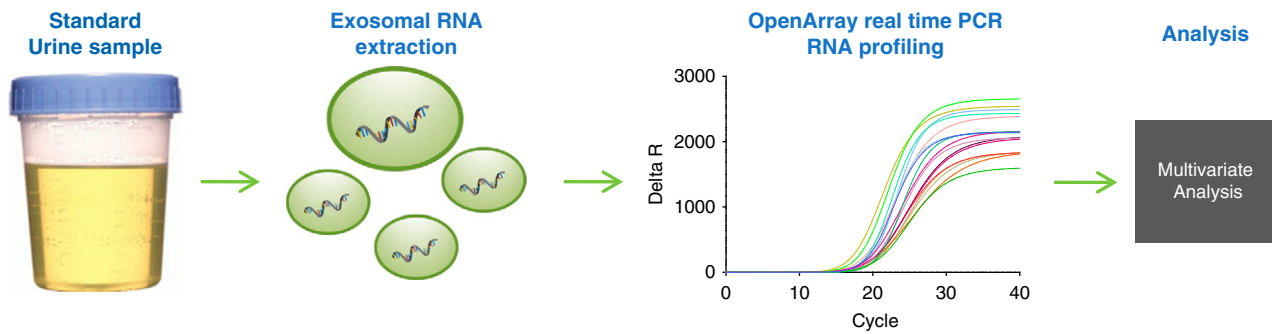 Standard
Urine sample
Exosomal RNA
extraction
OpenArray real time PCR
RNA profiling
Analysis
3000
2000
1000
0
Delta R
0
10
20
30
40
Cycle
Multivariate
Analysis